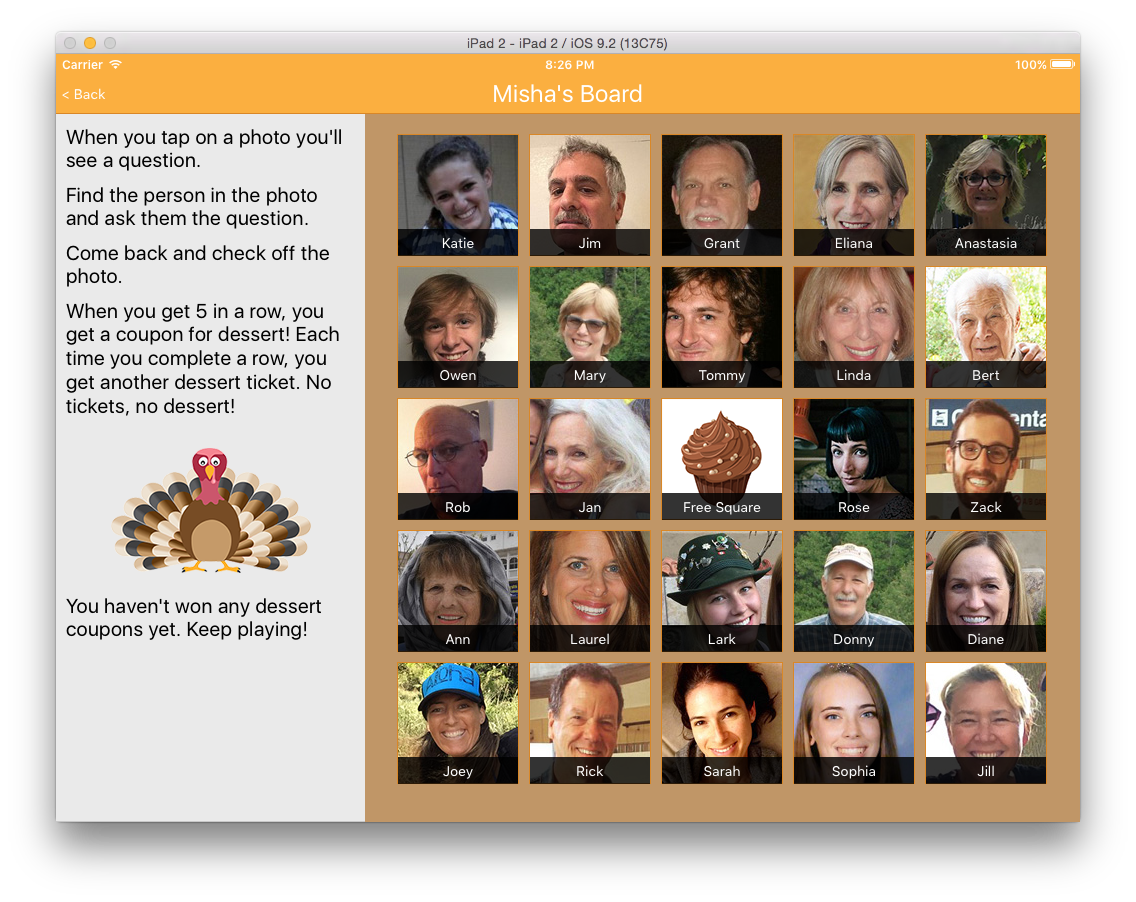 iPad 2 - iPad 2 / iOS 9.2 (13C75)
Carrier 8:26 PM 100%
< Back Misha's Board
When you tap on a photo you'll
see a question.
Find the person in the photo
and ask them the question.
Come back and check off the
photo.
When you get 5 in a row, you
get a coupon for dessert! Each
time you complete a row, you
get another dessert ticket. No
tickets, no dessert!
You haven't won any dessert
coupons yet. Keep playing!
Katie Jim Grant Eliana Anastasia
Owen Mary Tommy Linda Bert
Rob Jan Free Square Rose Zack
Ann Laurel Lark Donny Diane
Joey Rick Sarah Sophia Jill